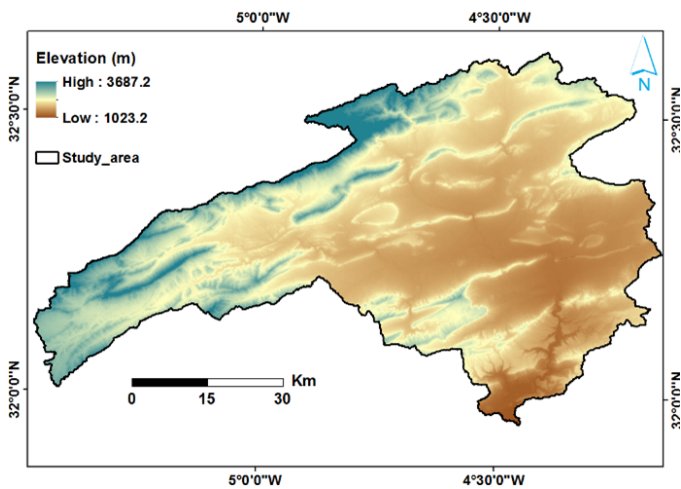 5°0'0"W 4°30'0"W
Elevation (m)
High : 3687.2
Low : 1023.2
Study_area
N
32°30'0"N
32°30'0"N
32°0'0"N
32°0'0"N
Km
0 15 30
5°0'0"W 4°30'0"W